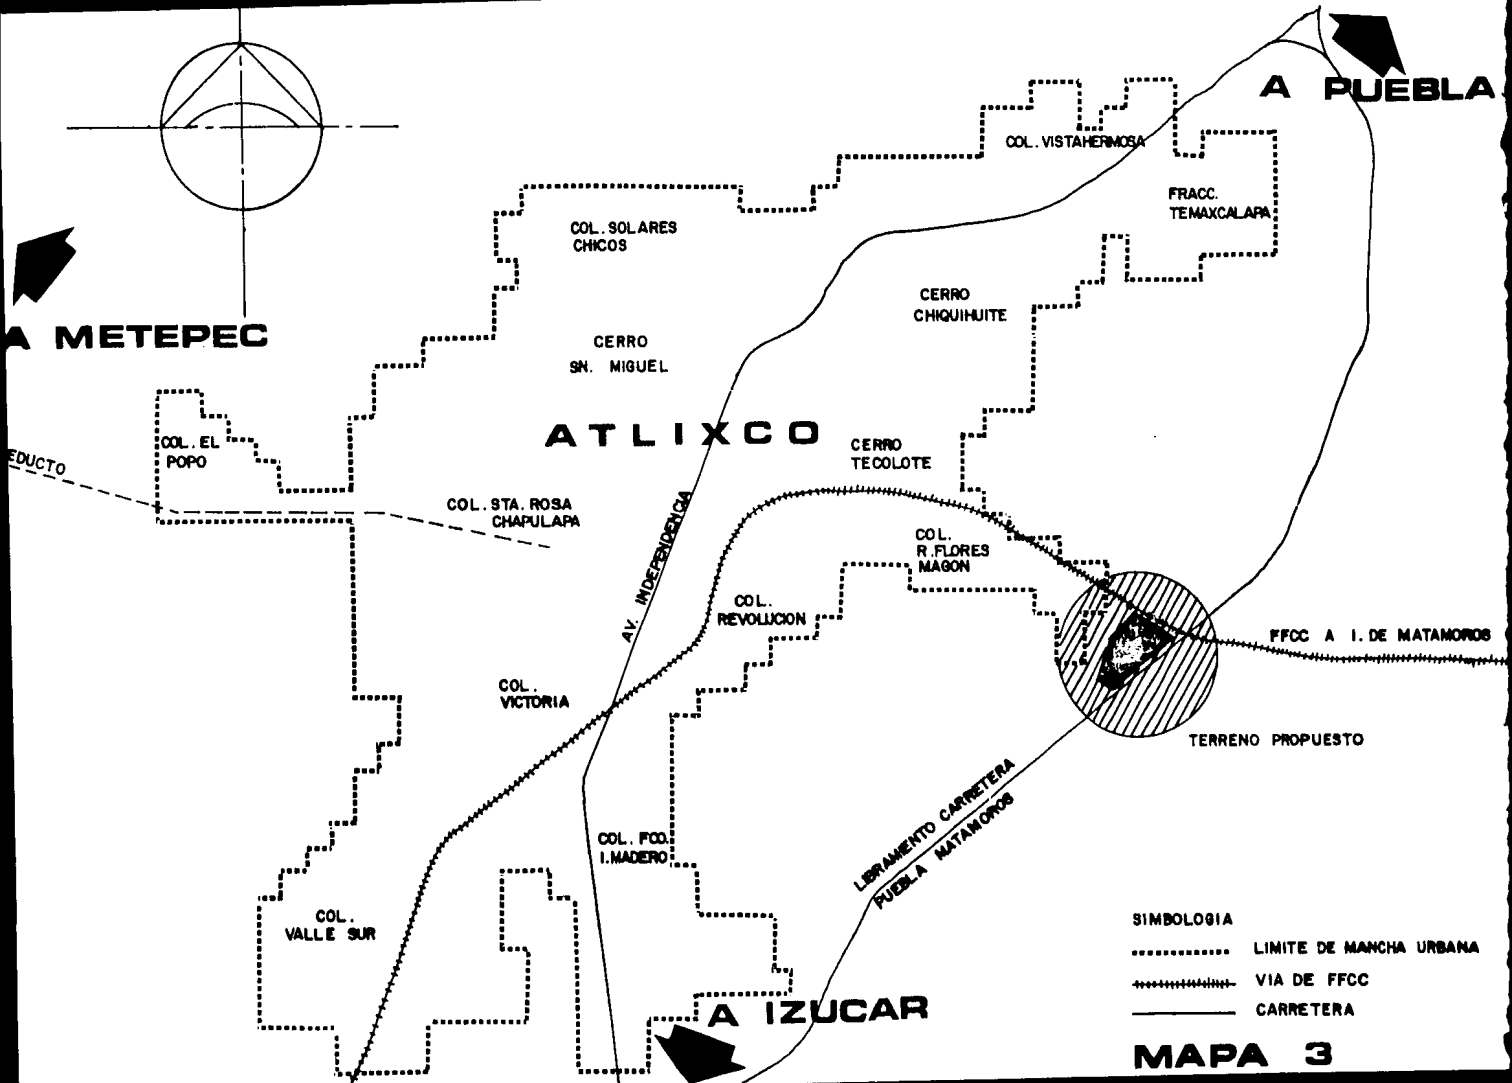 A PUEBLA
COL. VISTAHERMOSA
FRACC.
TEMAXCALAPA
COL. SOLARES
CHICOS
CERRO
CHIQUIHUITE
A METEPEC
CERRO
SN. MIGUEL
ATLIXCO
COL. EL
POPO
CERRO
TECOLOTE
EDUCTO
COL. STA. ROSA
CHAPULAPA
AV. INDEPENDENCIA
COL.
R. FLORES
MAGON
COL.
REVOLUCION
FFCC A I. DE MATAMOROS
COL.
VICTORIA
TERRENO PROPUESTO
LIBRAMIENTO CARRETERA
PUEBLA MATAMOROS
COL. FCO.
I. MADERO
COL.
VALLE SUR
A IZUCAR
SIMBOLOGIA
LIMITE DE MANCHA URBANA
VIA DE FFCC
CARRETERA
MAPA 3